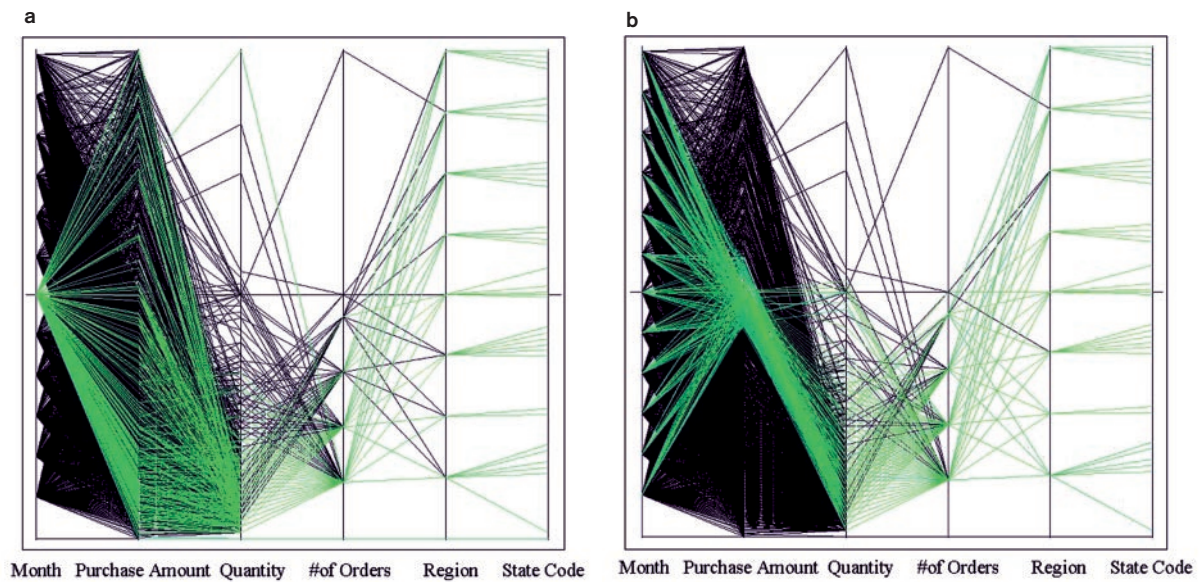 a
Month Purchase Amount Quantity #of Orders Region State Code
b
Month Purchase Amount Quantity #of Orders Region State Code